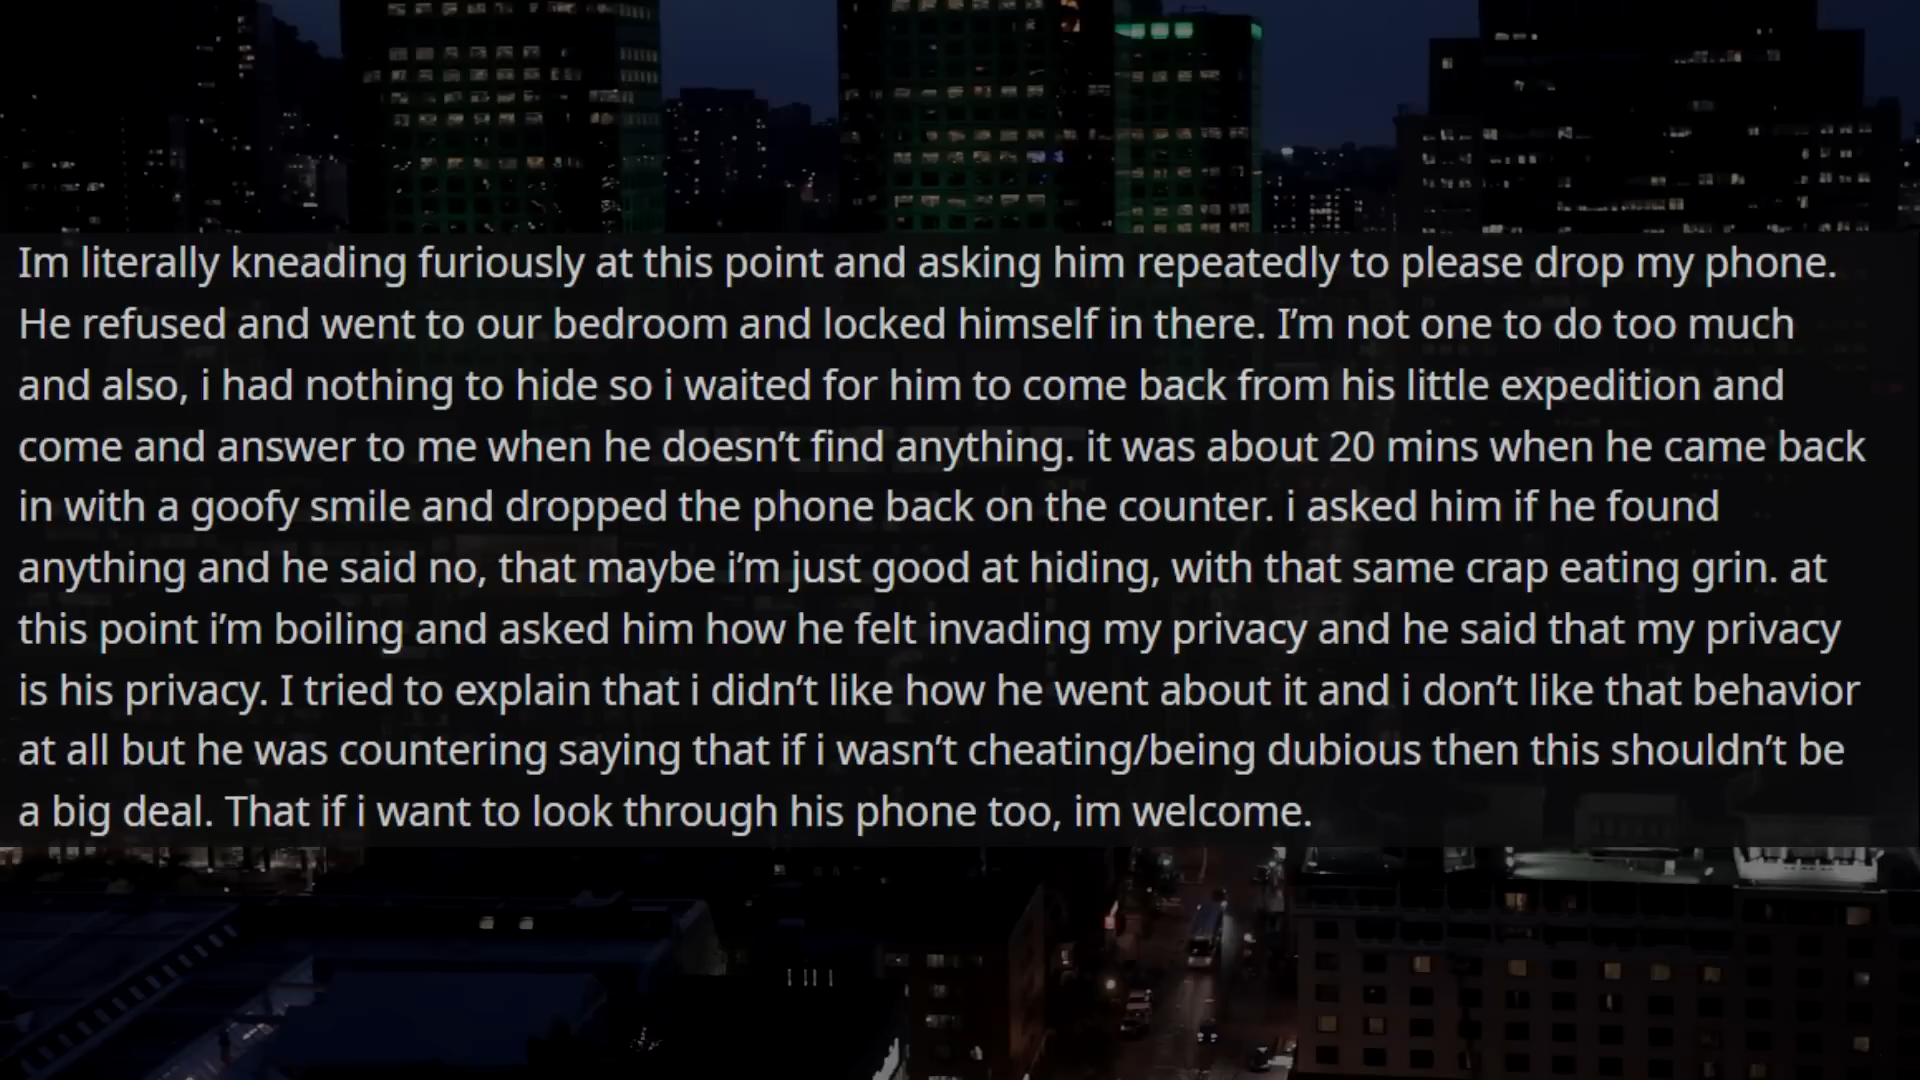 Im literally kneading furiously at this point and asking him repeatedly to please drop my phone.
He refused and went to our bedroom and locked himself in there. I’m not one to do too much
and also, i had nothing to hide so i waited for him to come back from his little expedition and
come and answer to me when he doesn’t find anything. it was about 20 mins when he came back
in with a goofy smile and dropped the phone back on the counter. i asked him if he found
anything and he said no, that maybe i’m just good at hiding, with that same crap eating grin. at
this point i’m boiling and asked him how he felt invading my privacy and he said that my privacy
is his privacy. I tried to explain that i didn’t like how he went about it and i don’t like that behavior
at all but he was countering saying that if i wasn’t cheating/being dubious then this shouldn’t be
a big deal. That if i want to look through his phone too, im welcome.